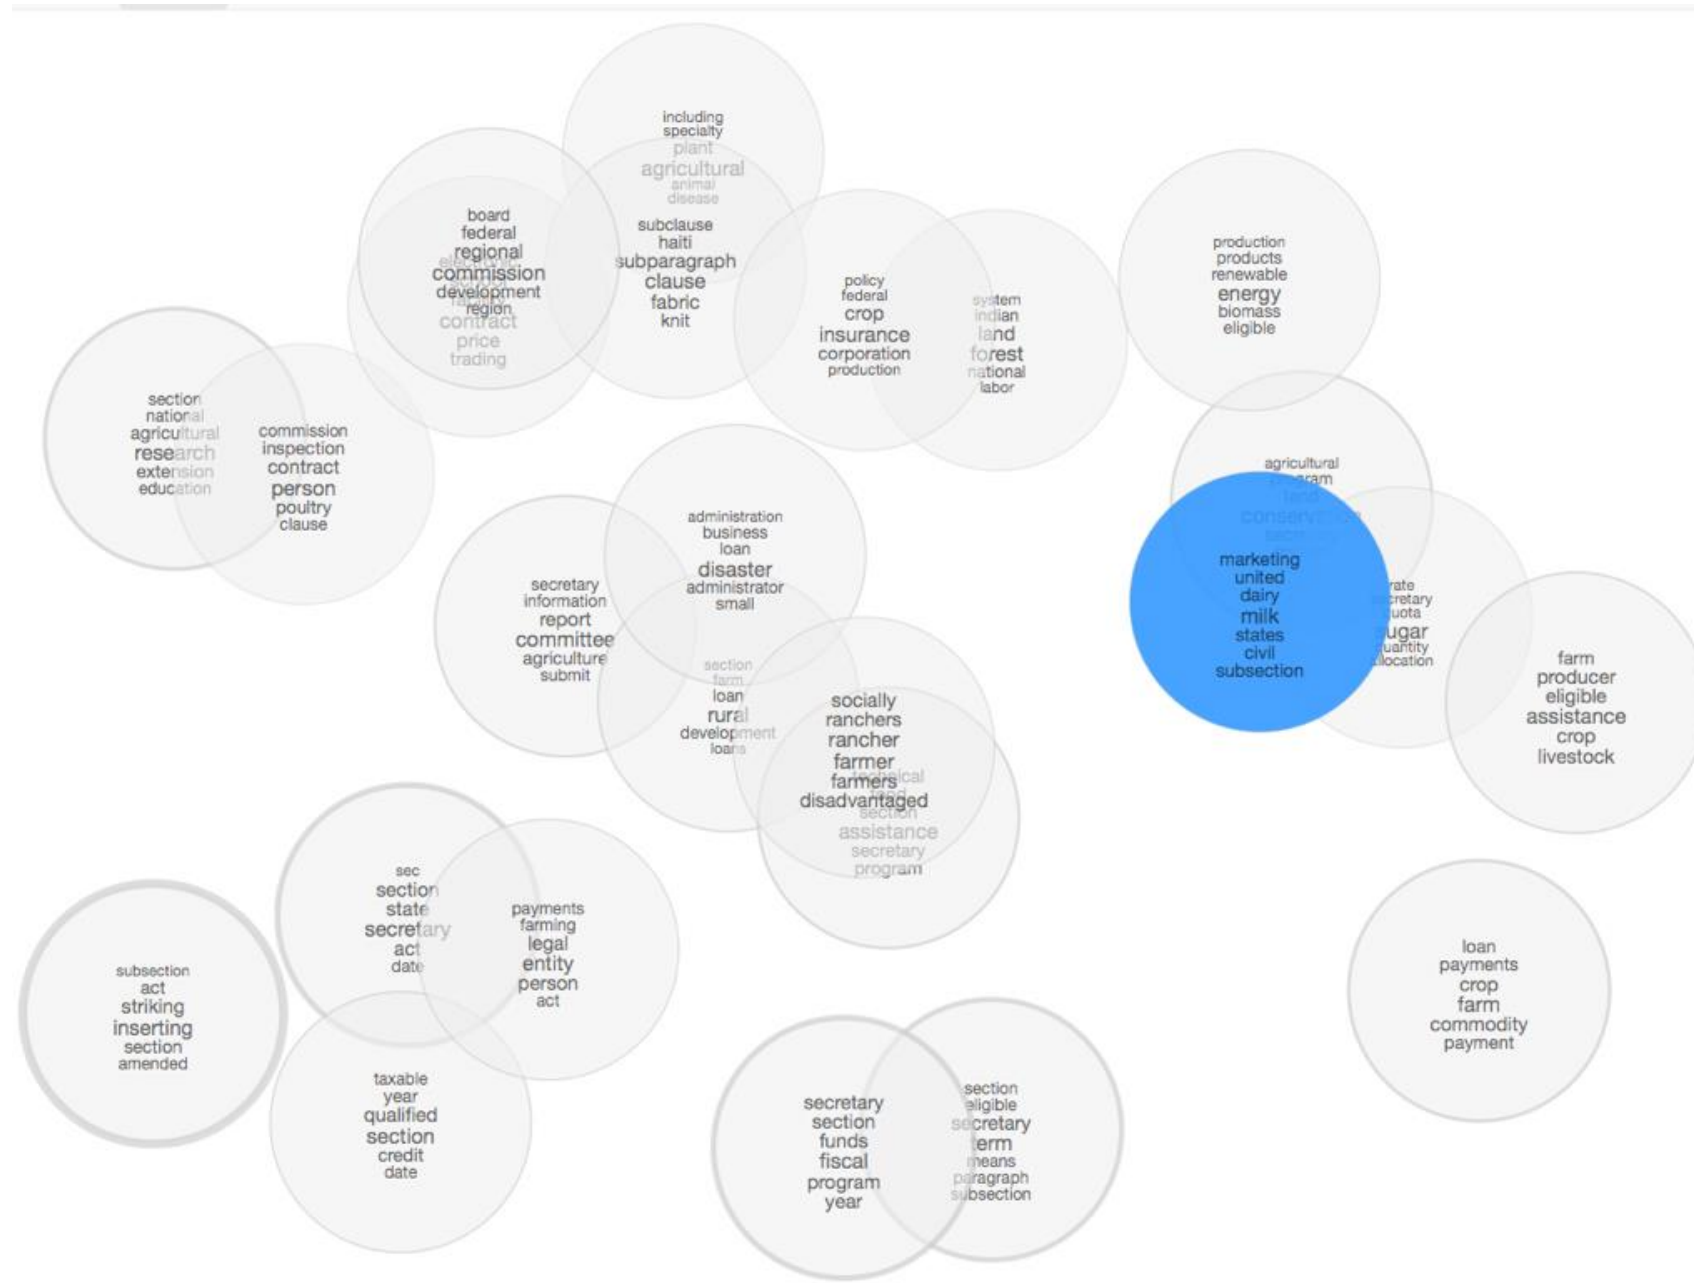 including
specialty
plant
agricultural
animal
disease
board
federal
regional
commission
development
region
contract
price
trading
subclause
haiti
subparagraph
clause
fabric
knit
policy
federal
crop
insurance
corporation
production
system
indian
land
forest
national
labor
production
products
renewable
energy
biomass
eligible
section
national
agricultural
research
extension
education
commission
inspection
contract
person
poultry
clause
agricultural
program
land
marketing
united
dairy
milk
states
civil
subsection
rate
secretary
quota
sugar
quantity
allocation
farm
producer
eligible
assistance
crop
livestock
administration
business
loan
disaster
administrator
small
secretary
information
report
committee
agriculture
submit
section
farm
loan
rural
development
loans
socially
ranchers
rancher
farmer
farmers
disadvantaged
technical
food
section
assistance
secretary
program
sec
section
state
secretary
act
date
payments
farming
legal
entity
person
act
subsection
act
striking
inserting
section
amended
taxable
year
qualified
section
credit
date
secretary
section
funds
fiscal
program
year
section
eligible
secretary
term
means
paragraph
subsection
loan
payments
crop
farm
commodity
payment